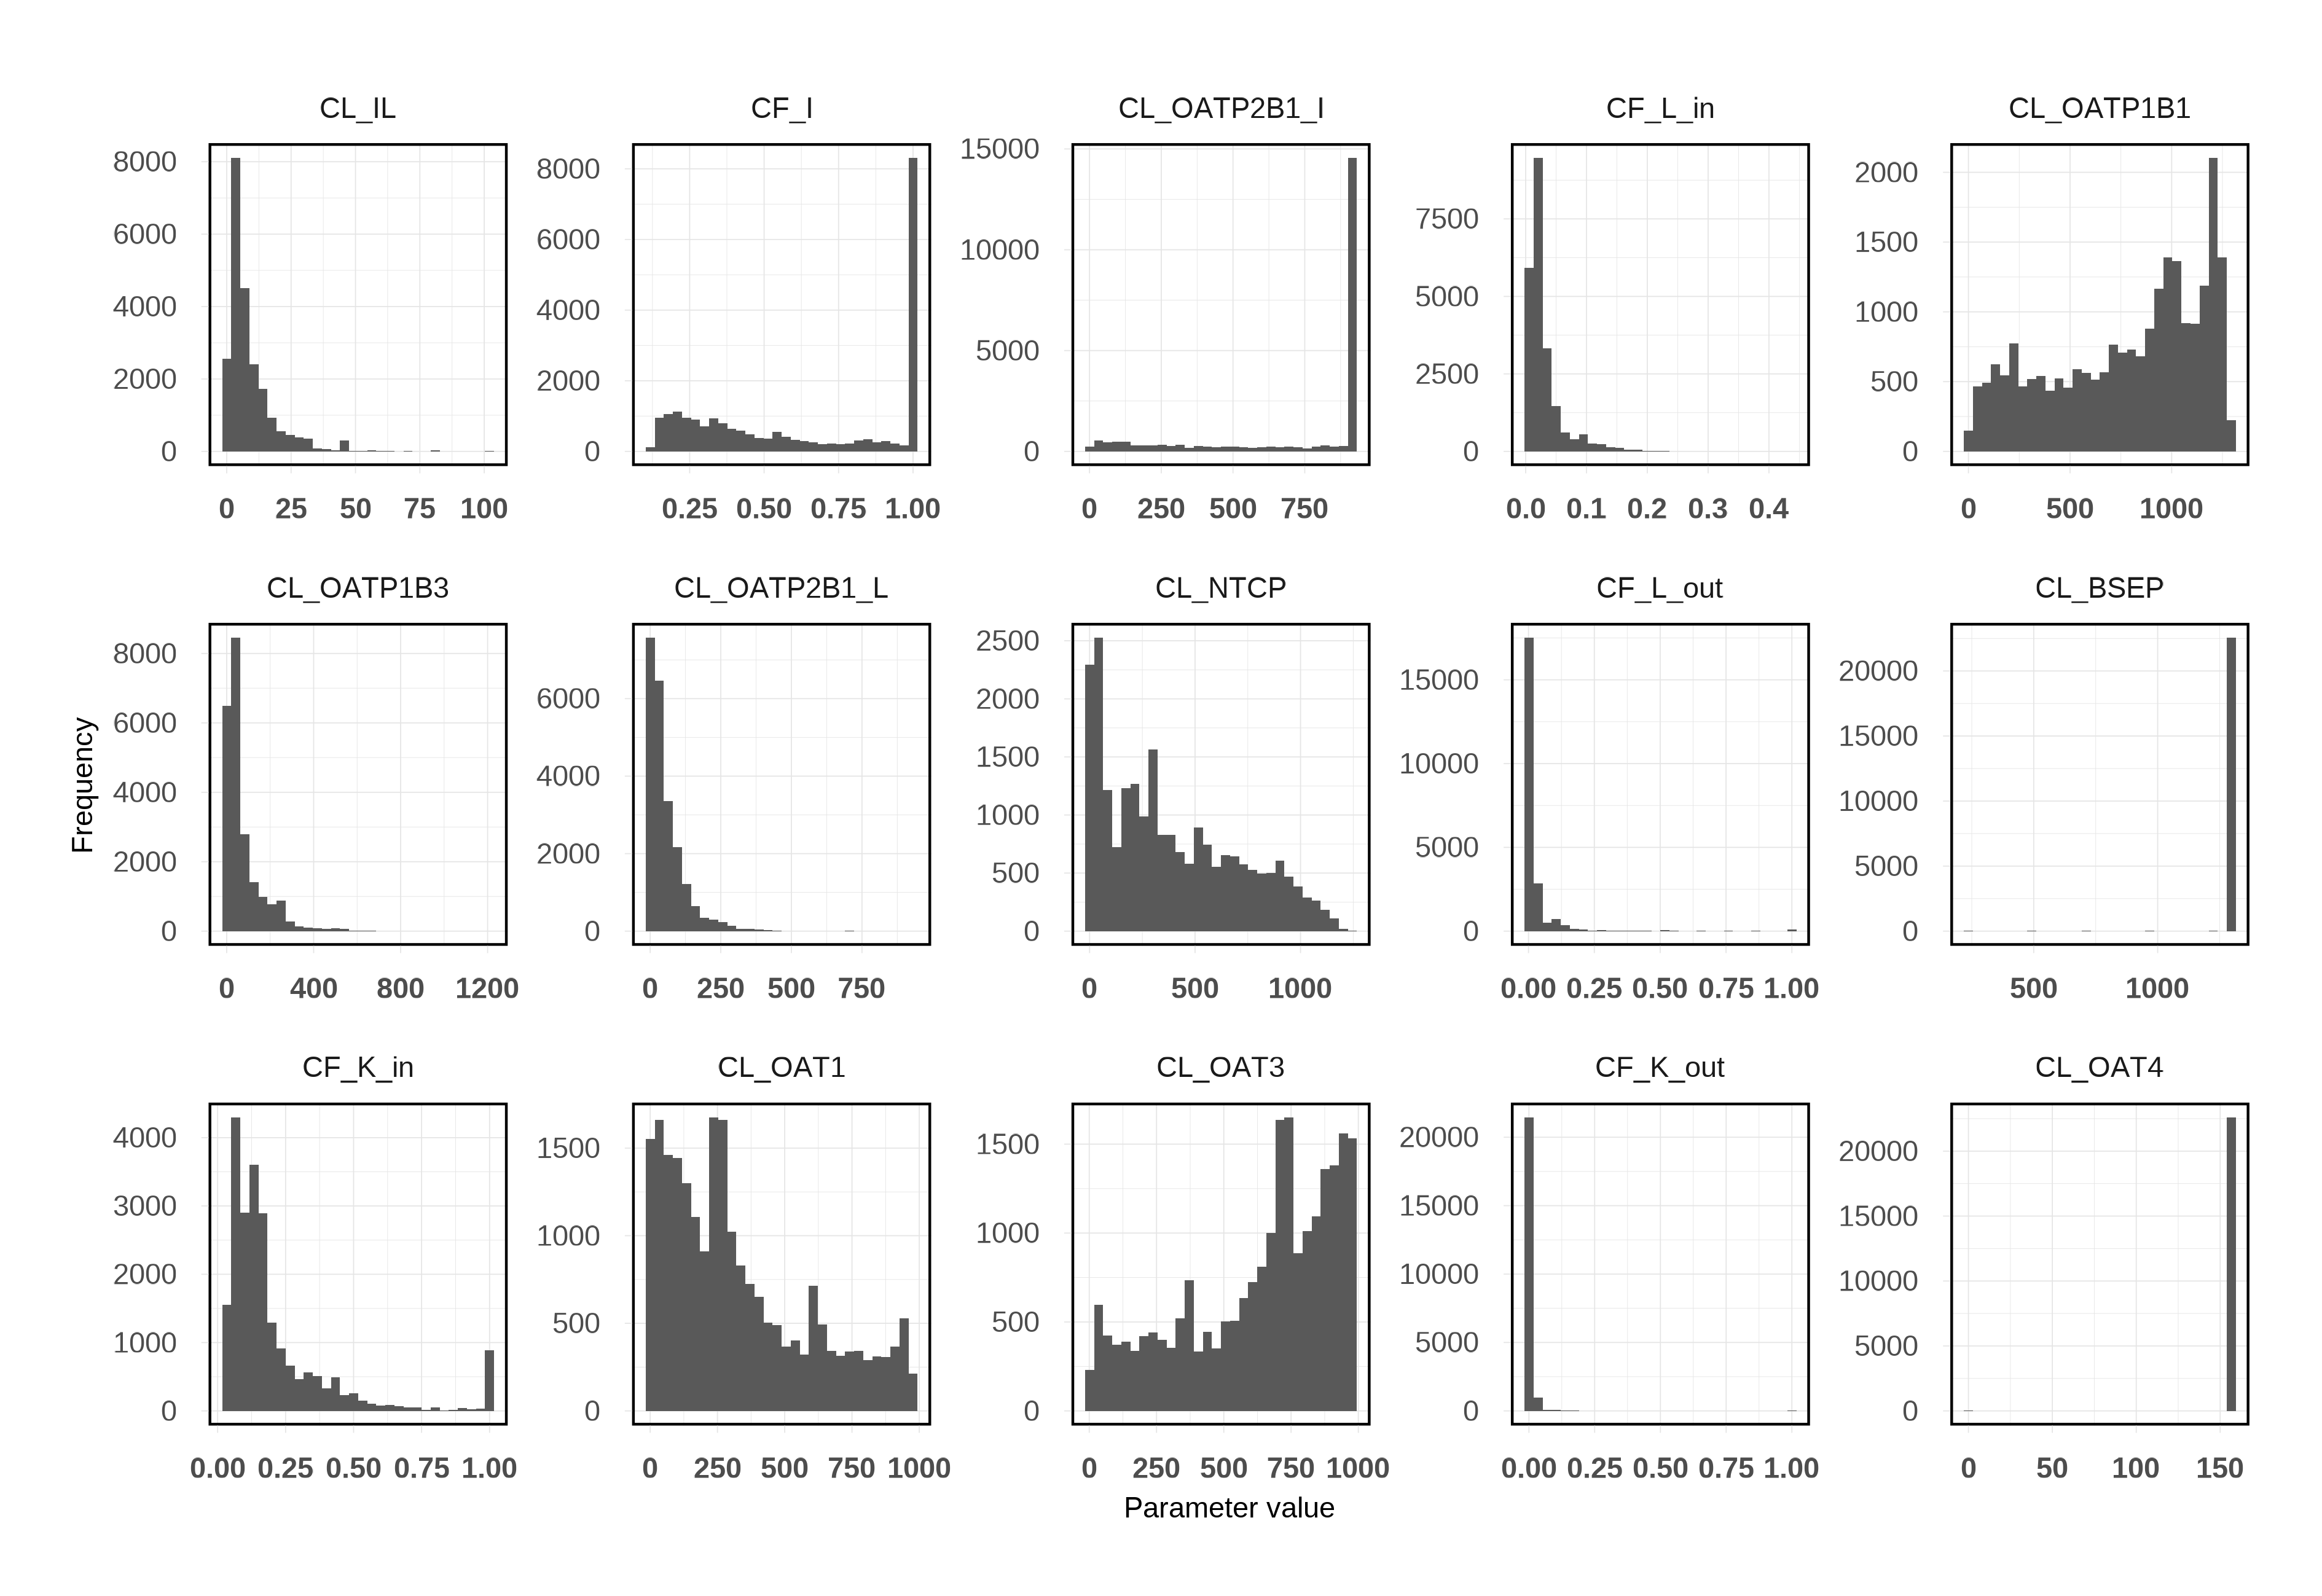 CL_IL CF_I CL_OATP2B1_I CF_L_in CL_OATP1B1
8000 6000 4000 2000 0
8000 6000 4000 2000 0
15000 10000 5000 0
7500 5000 2500 0
2000 1500 1000 500 0
0 25 50 75 100
0.25 0.50 0.75 1.00
0 250 500 750
0.0 0.1 0.2 0.3 0.4
0 500 1000
CL_OATP1B3 CL_OATP2B1_L CL_NTCP CF_L_out CL_BSEP
Frequency
8000 6000 4000 2000 0
6000 4000 2000 0
2500 2000 1500 1000 500 0
15000 10000 5000 0
20000 15000 10000 5000 0
0 400 800 1200
0 250 500 750
0 500 1000
0.00 0.25 0.50 0.75 1.00
500 1000
CF_K_in CL_OAT1 CL_OAT3 CF_K_out CL_OAT4
4000 3000 2000 1000 0
1500 1000 500 0
1500 1000 500 0
20000 15000 10000 5000 0
20000 15000 10000 5000 0
0.00 0.25 0.50 0.75 1.00
0 250 500 750 1000
0 250 500 750 1000
0.00 0.25 0.50 0.75 1.00
0 50 100 150
Parameter value